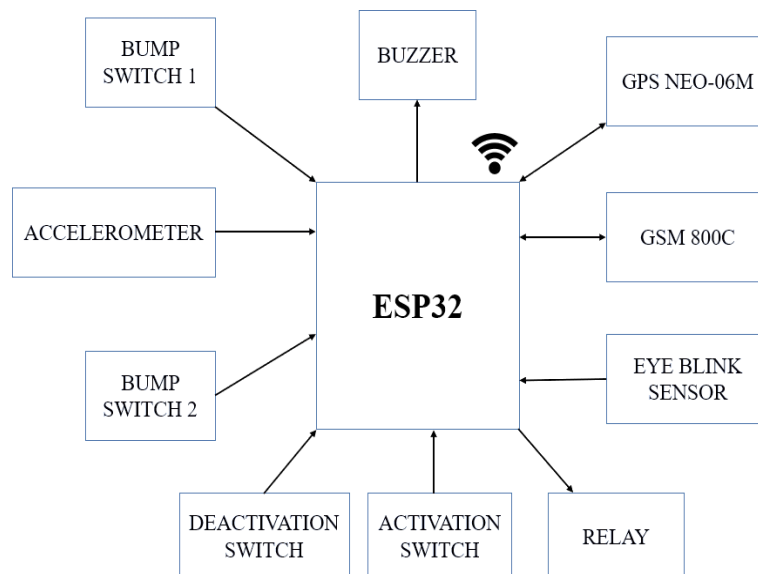 BUMP
SWITCH 1
BUZZER
GPS NEO-06M
ACCELEROMETER
GSM 800C
ESP32
BUMP
SWITCH 2
EYE BLINK
SENSOR
DEACTIVATION
SWITCH
ACTIVATION
SWITCH
RELAY